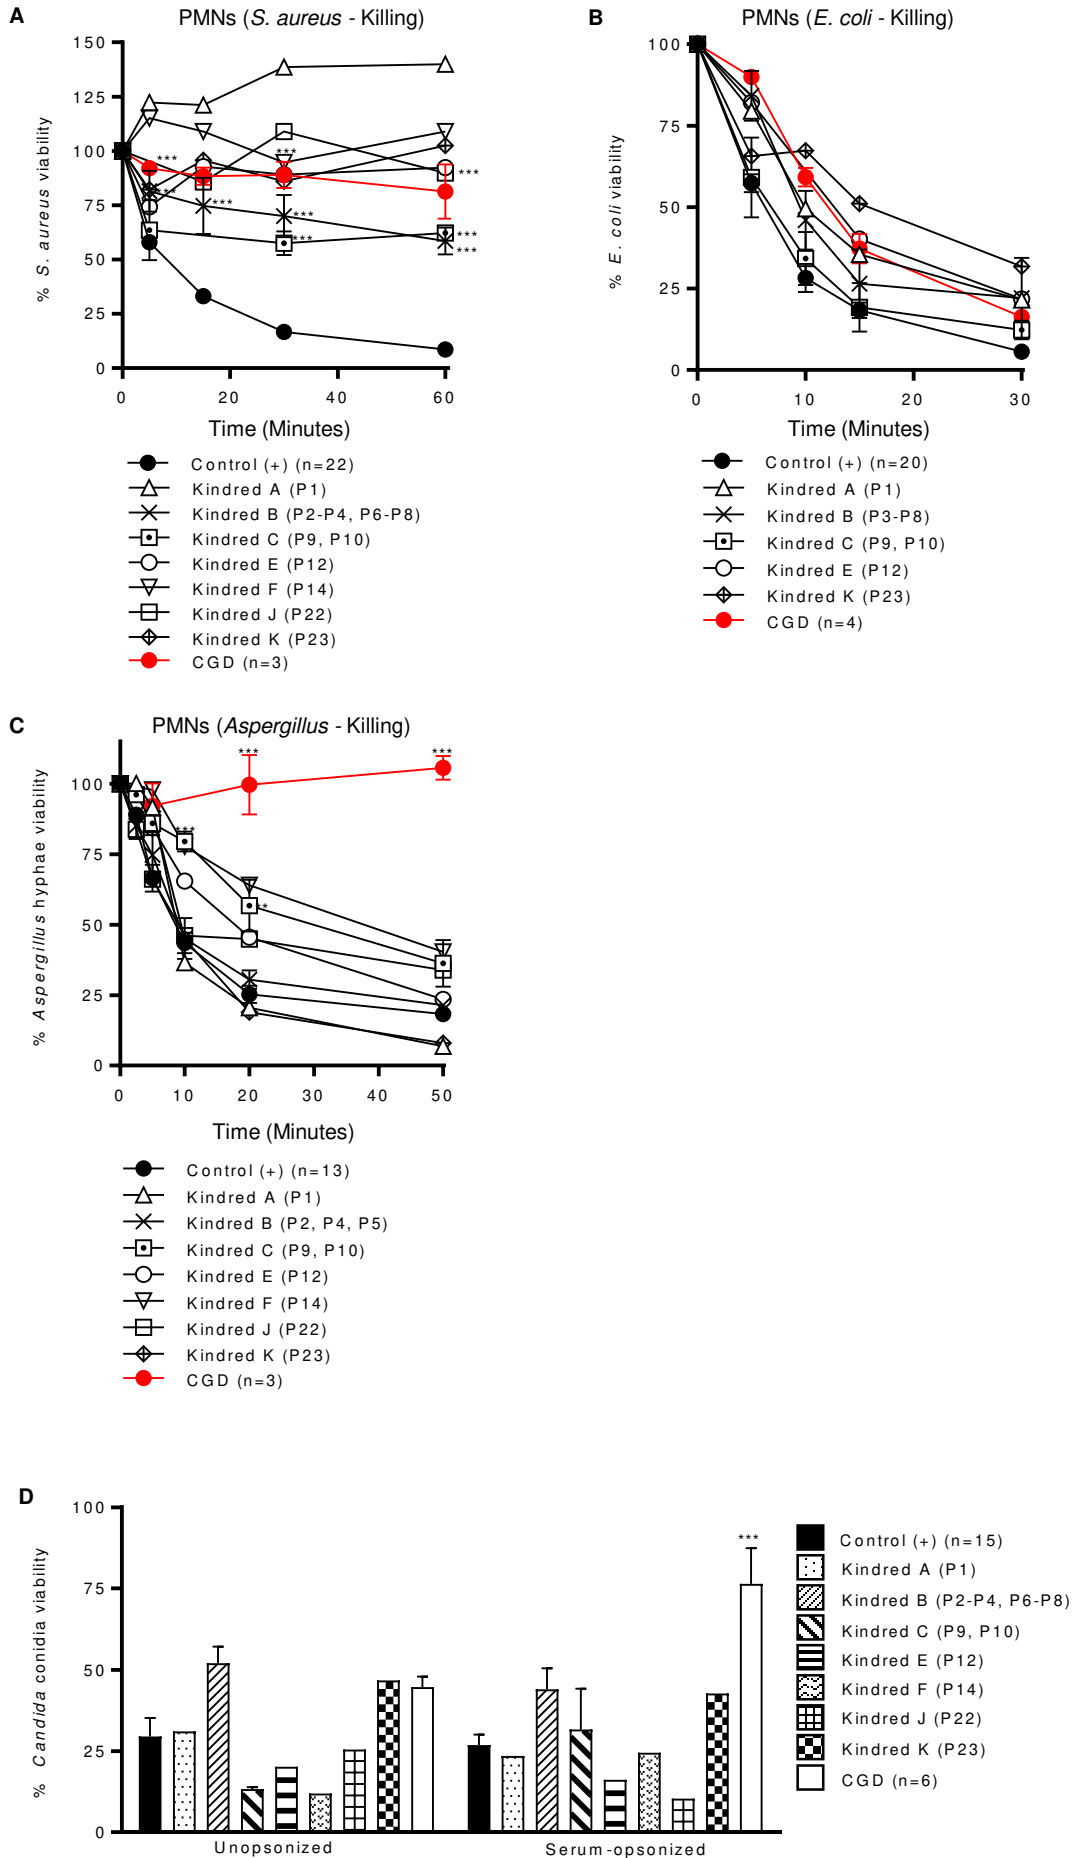 A
PMNs (S. aureus - Killing)
% S. aureus viability
150
125
100
75
50
25
0
***
***
***
***
***
***
***
***
***
0 20 40 60
Time (Minutes)
Control (+) (n=22)
Kindred A (P1)
Kindred B (P2-P4, P6-P8)
Kindred C (P9, P10)
Kindred E (P12)
Kindred F (P14)
Kindred J (P22)
Kindred K (P23)
CGD (n=3)
B
PMNs (E. coli - Killing)
% E. coli viability
100
75
50
25
0
0 10 20 30
Time (Minutes)
Control (+) (n=20)
Kindred A (P1)
Kindred B (P3-P8)
Kindred C (P9, P10)
Kindred E (P12)
Kindred K (P23)
CGD (n=4)
C
PMNs (Aspergillus - Killing)
% Aspergillus hyphae viability
100
75
50
25
0
***
***
***
**
0 10 20 30 40 50
Time (Minutes)
Control (+) (n=13)
Kindred A (P1)
Kindred B (P2, P4, P5)
Kindred C (P9, P10)
Kindred E (P12)
Kindred F (P14)
Kindred J (P22)
Kindred K (P23)
CGD (n=3)
D
% Candida conidia viability
100
75
50
25
0
***
Unopsonized Serum-opsonized
Control (+) (n=15)
Kindred A (P1)
Kindred B (P2-P4, P6-P8)
Kindred C (P9, P10)
Kindred E (P12)
Kindred F (P14)
Kindred J (P22)
Kindred K (P23)
CGD (n=6)